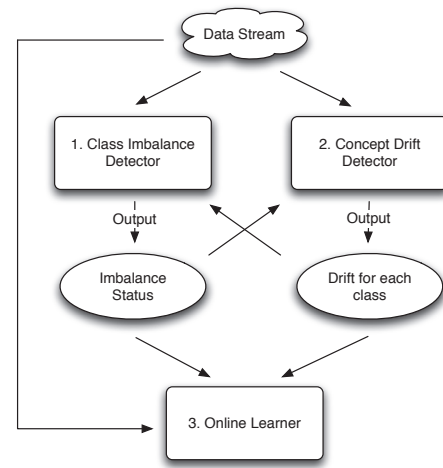 Data Stream
1. Class Imbalance
Detector
2. Concept Drift
Detector
Output
Output
Imbalance
Status
Drift for each
class
3. Online Learner